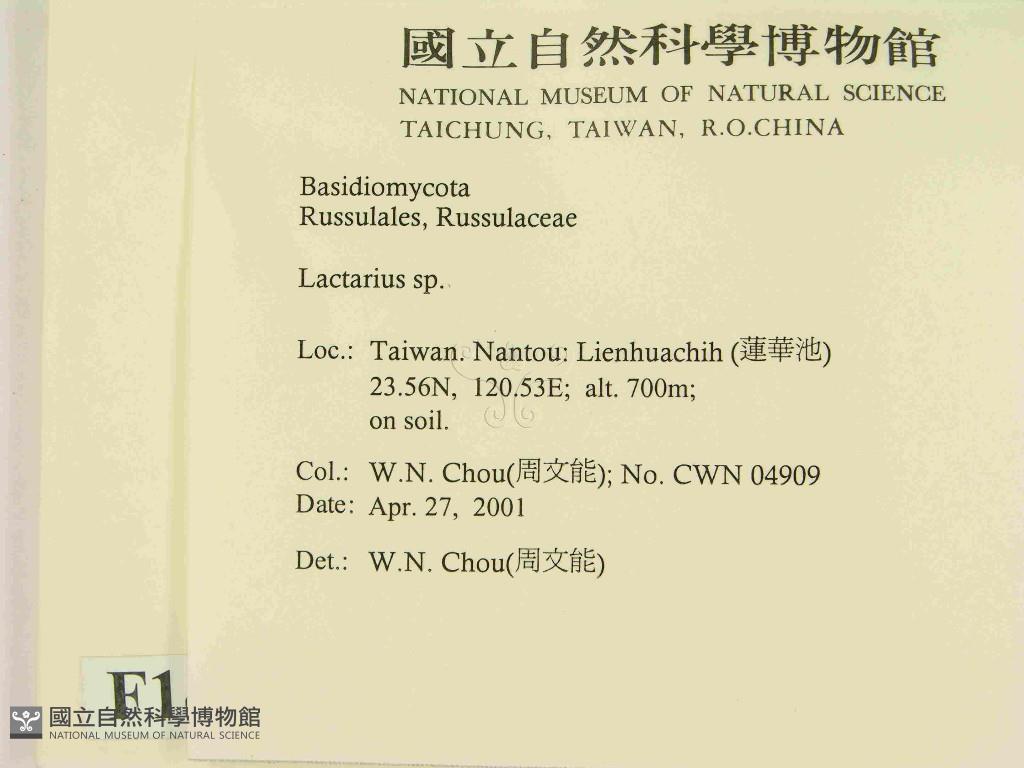 國立自然科學博物館
NATIONAL MUSEUM OF NATURAL SCIENCE
TAICHUNG, TAIWAN, R.O.CHINA
Basidiomycota
Russulales, Russulaceae
Lactarius sp.
Loc.: Taiwan. Nantou: Lienhuachih (蓮華池)
23.56N, 120.53E; alt. 700m;
on soil.
Col.: W.N. Chou(周文能); No. CWN 04909
Date: Apr. 27, 2001
Det.: W.N. Chou(周文能)
F1
國立自然科學博物館
NATIONAL MUSEUM OF NATURAL SCIENCE